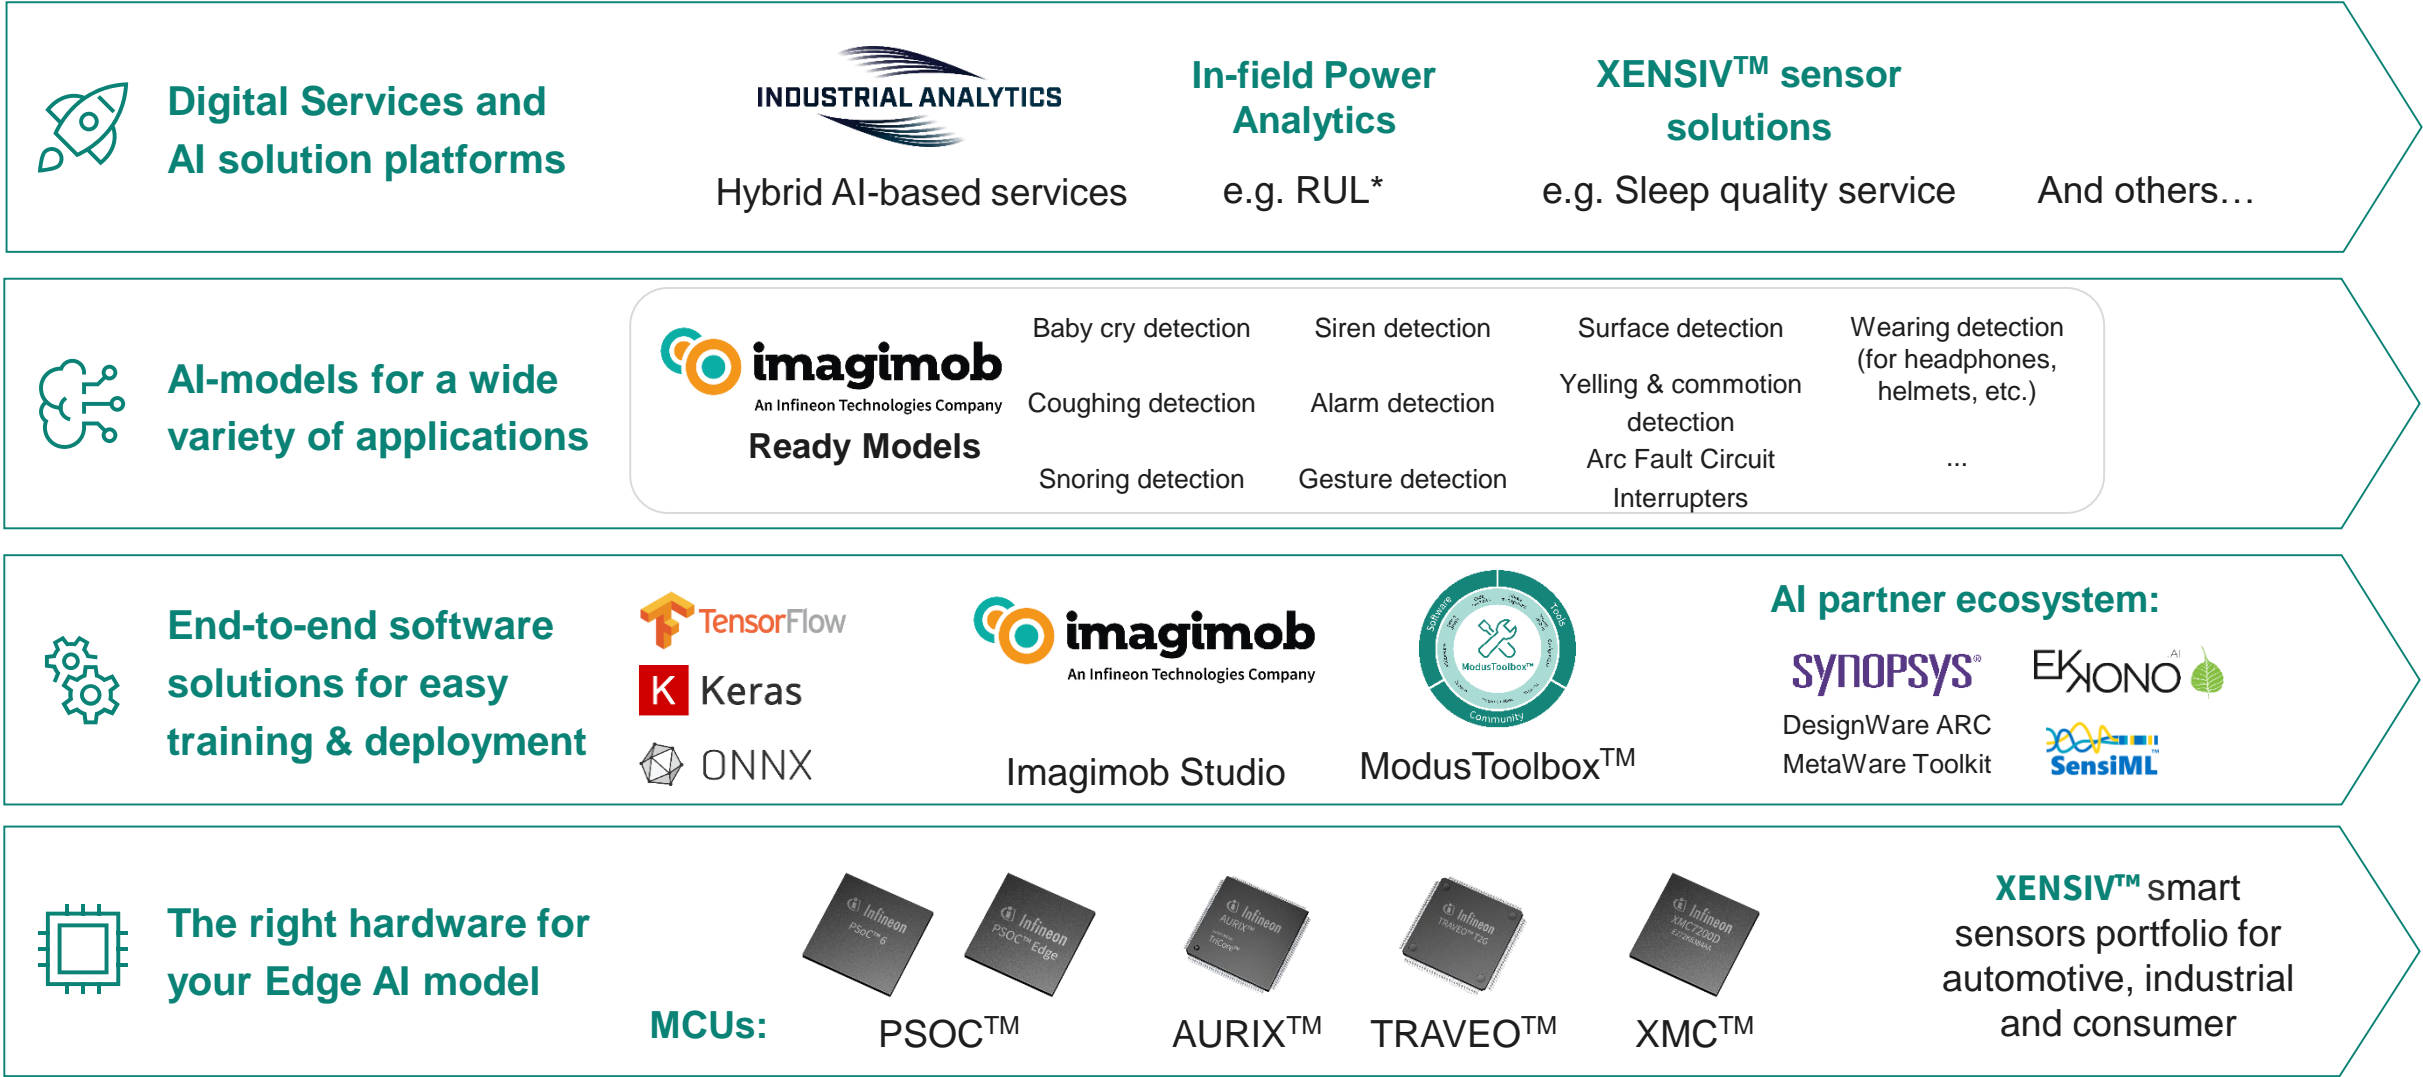 Digital Services and
AI solution platforms
INDUSTRIAL ANALYTICS
Hybrid AI-based services
In-field Power
Analytics
e.g. RUL*
XENSIV™ sensor
solutions
e.g. Sleep quality service
And others…
AI-models for a wide
variety of applications
imagimob
An Infineon Technologies Company
Ready Models
Baby cry detection
Coughing detection
Snoring detection
Siren detection
Alarm detection
Gesture detection
Surface detection
Yelling & commotion
detection
Arc Fault Circuit
Interrupters
Wearing detection
(for headphones,
helmets, etc.)
...
End-to-end software
solutions for easy
training & deployment
TensorFlow
K Keras
ONNX
imagimob
An Infineon Technologies Company
Imagimob Studio
Software
Tools
ModusToolbox™
Community
ModusToolbox™
AI partner ecosystem:
SYNOPSYS®
DesignWare ARC
MetaWare Toolkit
EKKONO
.AI
SensiML™
The right hardware for
your Edge AI model
MCUs:
Infineon
PSoC™ 6
Infineon
PSOC™ Edge
PSOC™
Infineon
AURIX™
TriCore™
AURIX™
Infineon
TRAVEO™ T2G
TRAVEO™
Infineon
XMC7200D
XMC™
XENSIV™ smart
sensors portfolio for
automotive, industrial
and consumer